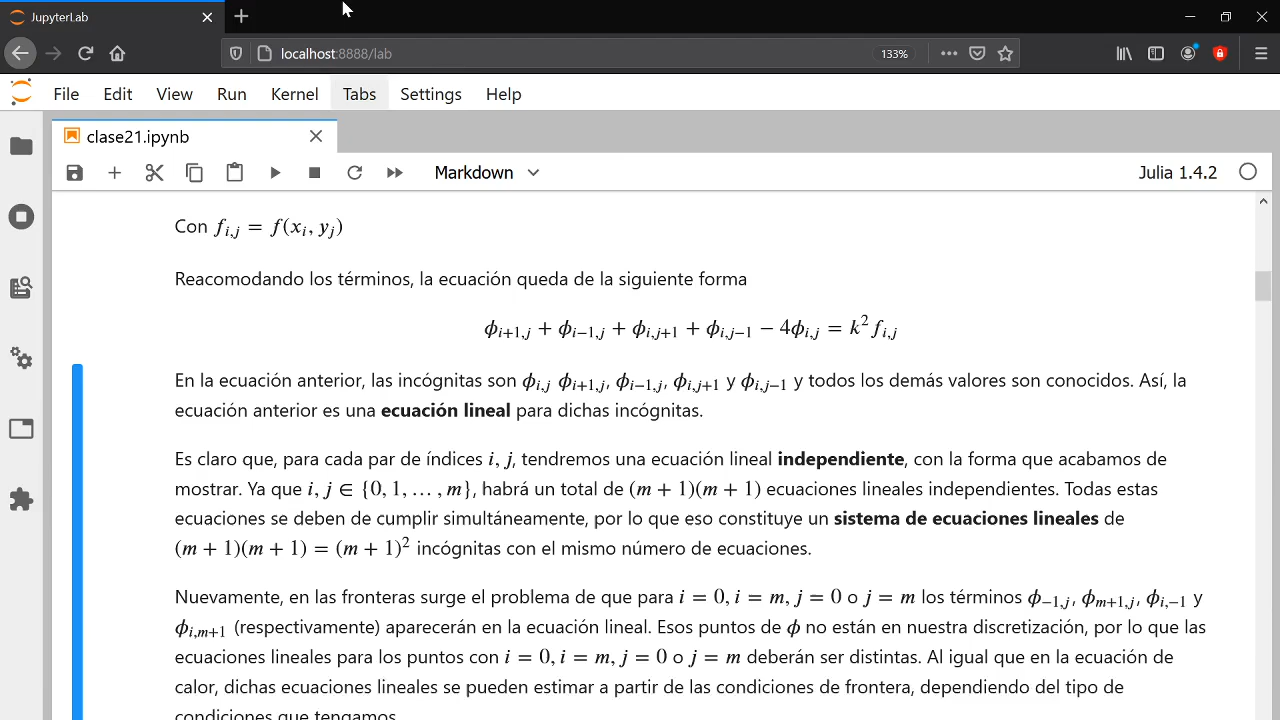 JupyterLab
localhost:8888/lab
133%
File Edit View Run Kernel Tabs Settings Help
clase21.ipynb
Markdown
Julia 1.4.2
Con f_{i,j} = f(x_i, y_j)
Reacomodando los términos, la ecuación queda de la siguiente forma
ϕ_{i+1,j} + ϕ_{i−1,j} + ϕ_{i,j+1} + ϕ_{i,j−1} − 4ϕ_{i,j} = k² f_{i,j}
En la ecuación anterior, las incógnitas son ϕ_{i,j} ϕ_{i+1,j}, ϕ_{i−1,j}, ϕ_{i,j+1} y ϕ_{i,j−1} y todos los demás valores son conocidos. Así, la
ecuación anterior es una ecuación lineal para dichas incógnitas.
Es claro que, para cada par de índices i, j, tendremos una ecuación lineal independiente, con la forma que acabamos de
mostrar. Ya que i, j ∈ {0, 1, …, m}, habrá un total de (m + 1)(m + 1) ecuaciones lineales independientes. Todas estas
ecuaciones se deben de cumplir simultáneamente, por lo que eso constituye un sistema de ecuaciones lineales de
(m + 1)(m + 1) = (m + 1)² incógnitas con el mismo número de ecuaciones.
Nuevamente, en las fronteras surge el problema de que para i = 0, i = m, j = 0 o j = m los términos ϕ_{−1,j}, ϕ_{m+1,j}, ϕ_{i,−1} y
ϕ_{i,m+1} (respectivamente) aparecerán en la ecuación lineal. Esos puntos de ϕ no están en nuestra discretización, por lo que las
ecuaciones lineales para los puntos con i = 0, i = m, j = 0 o j = m deberán ser distintas. Al igual que en la ecuación de
calor, dichas ecuaciones lineales se pueden estimar a partir de las condiciones de frontera, dependiendo del tipo de
condiciones que tengamos.